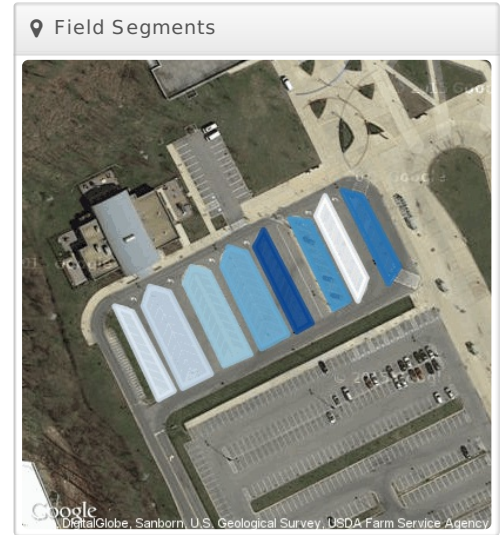 Field Segments
Google
DigitalGlobe, Sanborn, U.S. Geological Survey, USDA Farm Service Agency